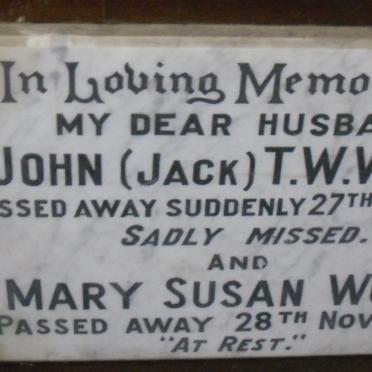 In Loving Memo
MY DEAR HUSBA
JOHN (JACK) T.W.W
SSED AWAY SUDDENLY 27TH
SADLY MISSED.
AND
MARY SUSAN WO
PASSED AWAY 28TH NOV
"AT REST."